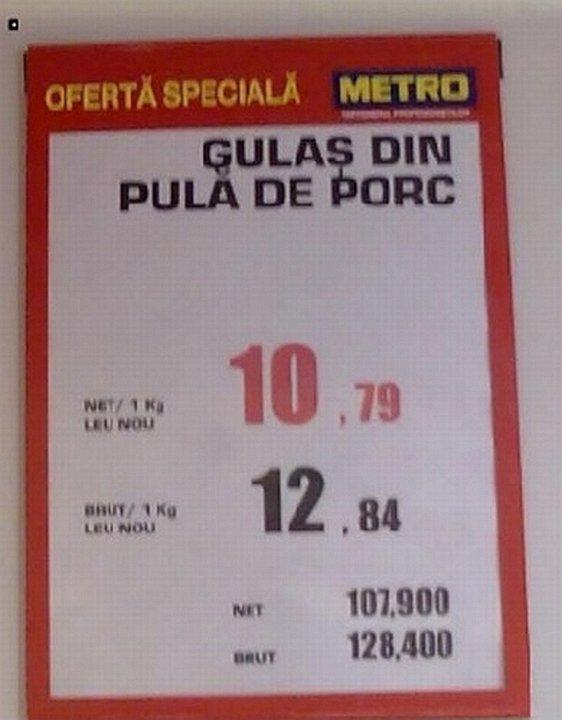 OFERTĂ SPECIALĂ METRO
GULAȘ DIN
PULĂ DE PORC
10,79
NET/ 1 Kg
LEU NOU
12,84
BRUT/ 1 Kg
LEU NOU
NET 107,900
BRUT 128,400